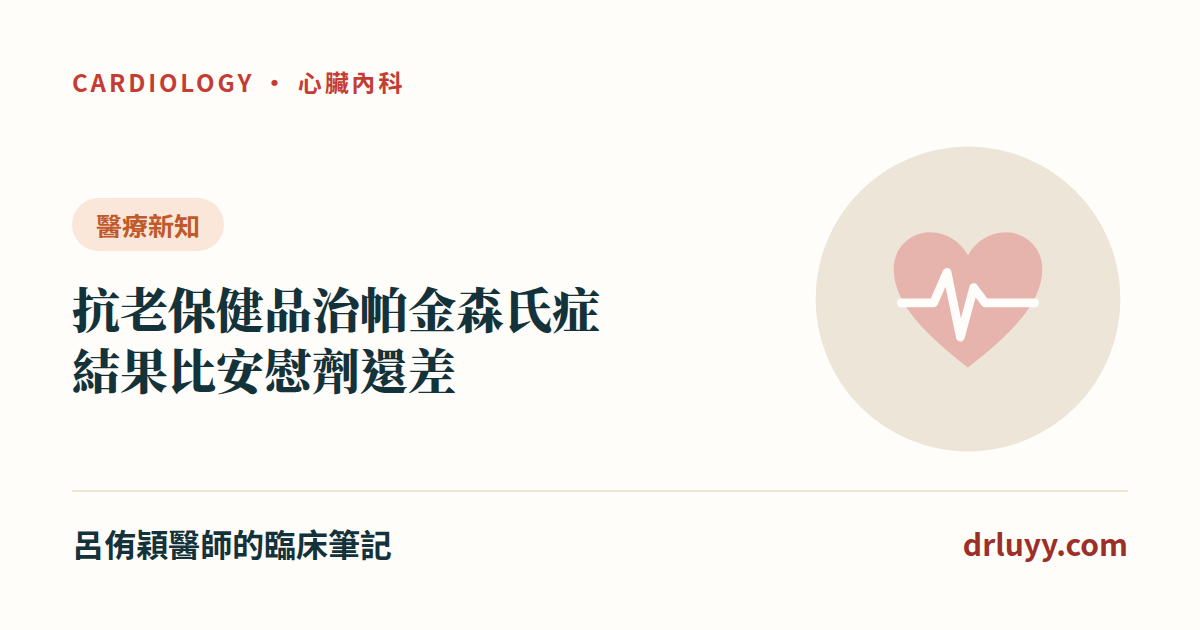 CARDIOLOGY · 心臟內科
醫療新知
抗老保健品治帕金森氏症
結果比安慰劑還差
呂侑穎醫師的臨床筆記
drluyy.com